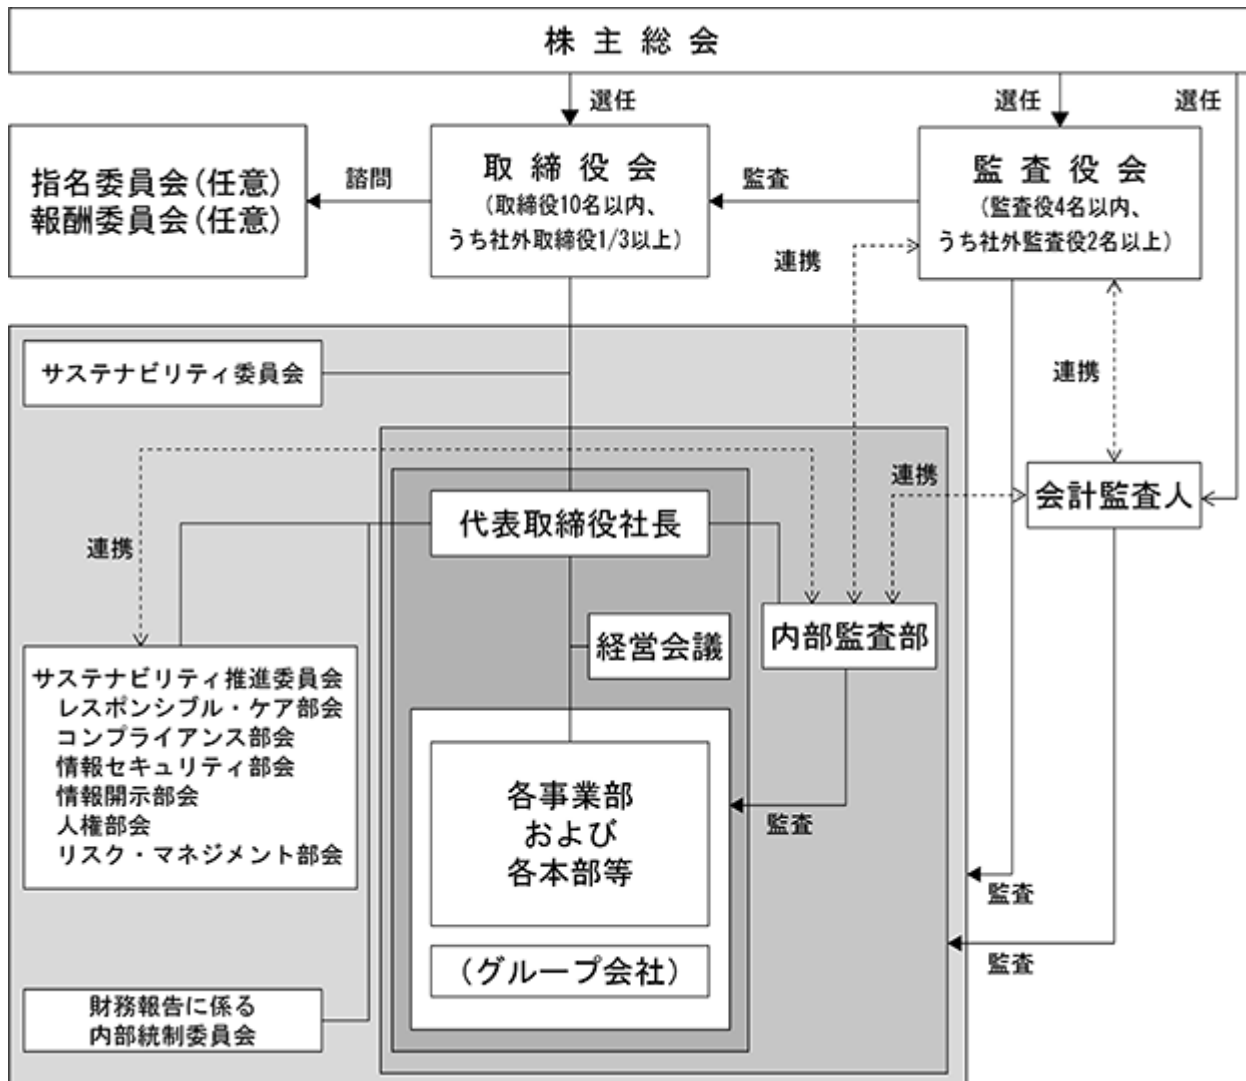 株主総会
選任
選任
選任
指名委員会(任意)
報酬委員会(任意)
諮問
取締役会
(取締役10名以内、
うち社外取締役1/3以上)
監査
監査役会
(監査役4名以内、
うち社外監査役2名以上)
連携
連携
サステナビリティ委員会
連携
会計監査人
代表取締役社長
連携
経営会議
内部監査部
サステナビリティ推進委員会
レスポンシブル・ケア部会
コンプライアンス部会
情報セキュリティ部会
情報開示部会
人権部会
リスク・マネジメント部会
各事業部
および
各本部等
監査
監査
監査
(グループ会社)
財務報告に係る
内部統制委員会